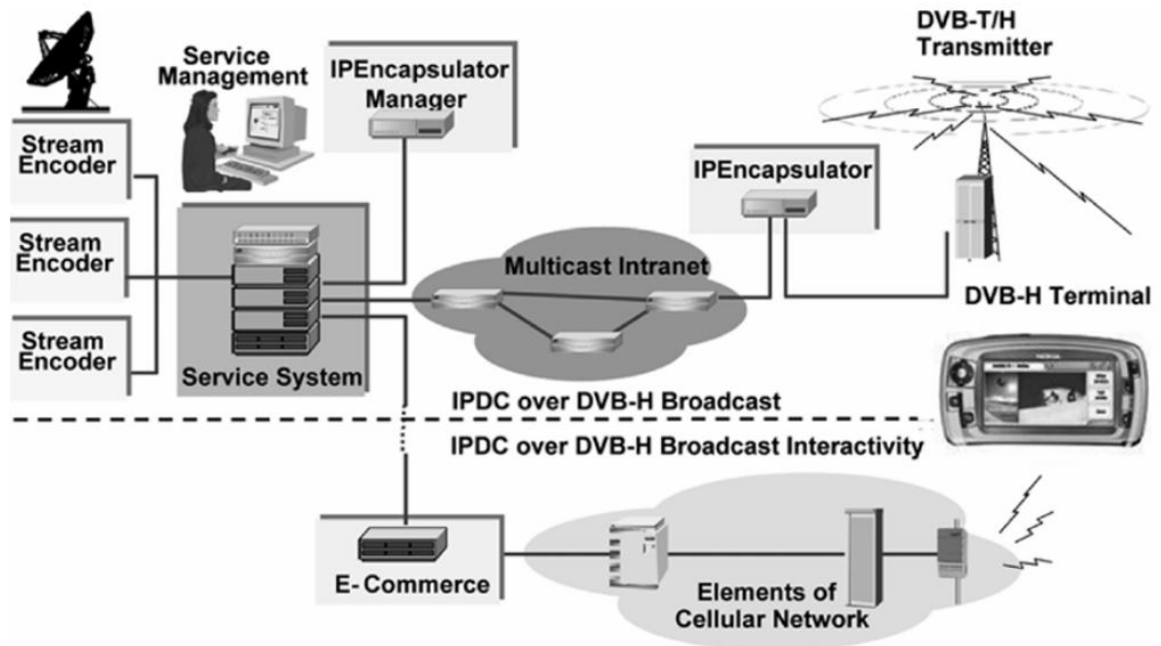 DVB-T/H
Transmitter
Service
Management
IPEncapsulator
Manager
Stream
Encoder
IPEncapsulator
Stream
Encoder
Multicast Intranet
DVB-H Terminal
Stream
Encoder
Service System
NOKIA
IPDC over DVB-H Broadcast
IPDC over DVB-H Broadcast Interactivity
E-Commerce
Elements of
Cellular Network